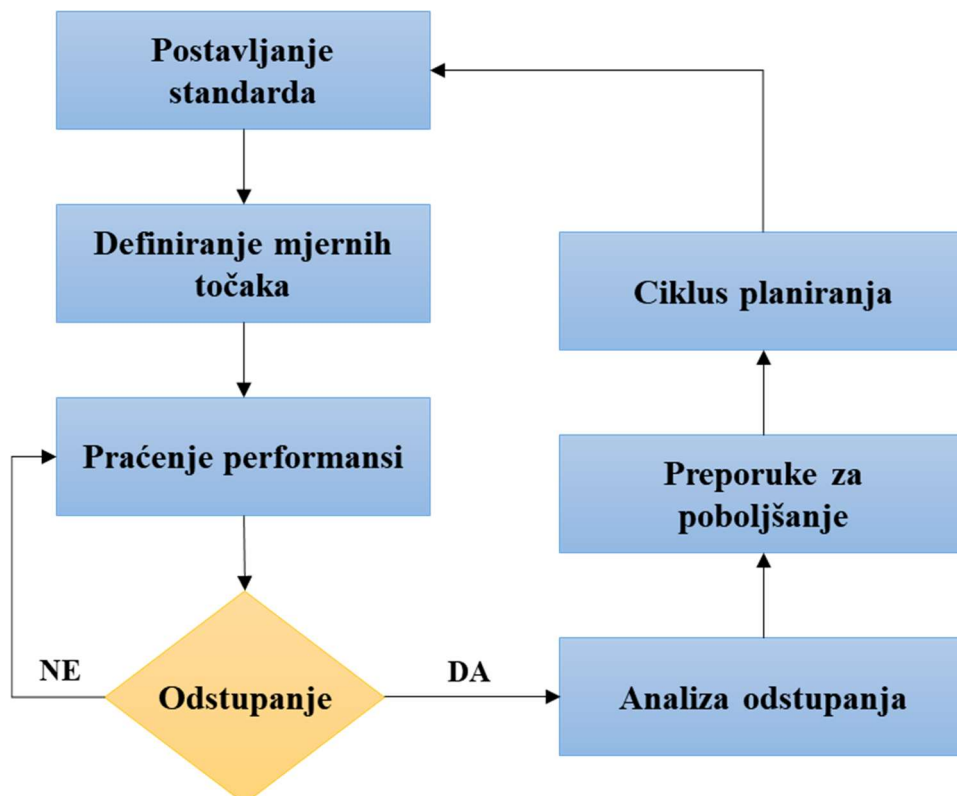 Postavljanje
standarda
Definiranje mjernih
točaka
Praćenje performansi
Odstupanje
NE
DA
Analiza odstupanja
Preporuke za
poboljšanje
Ciklus planiranja